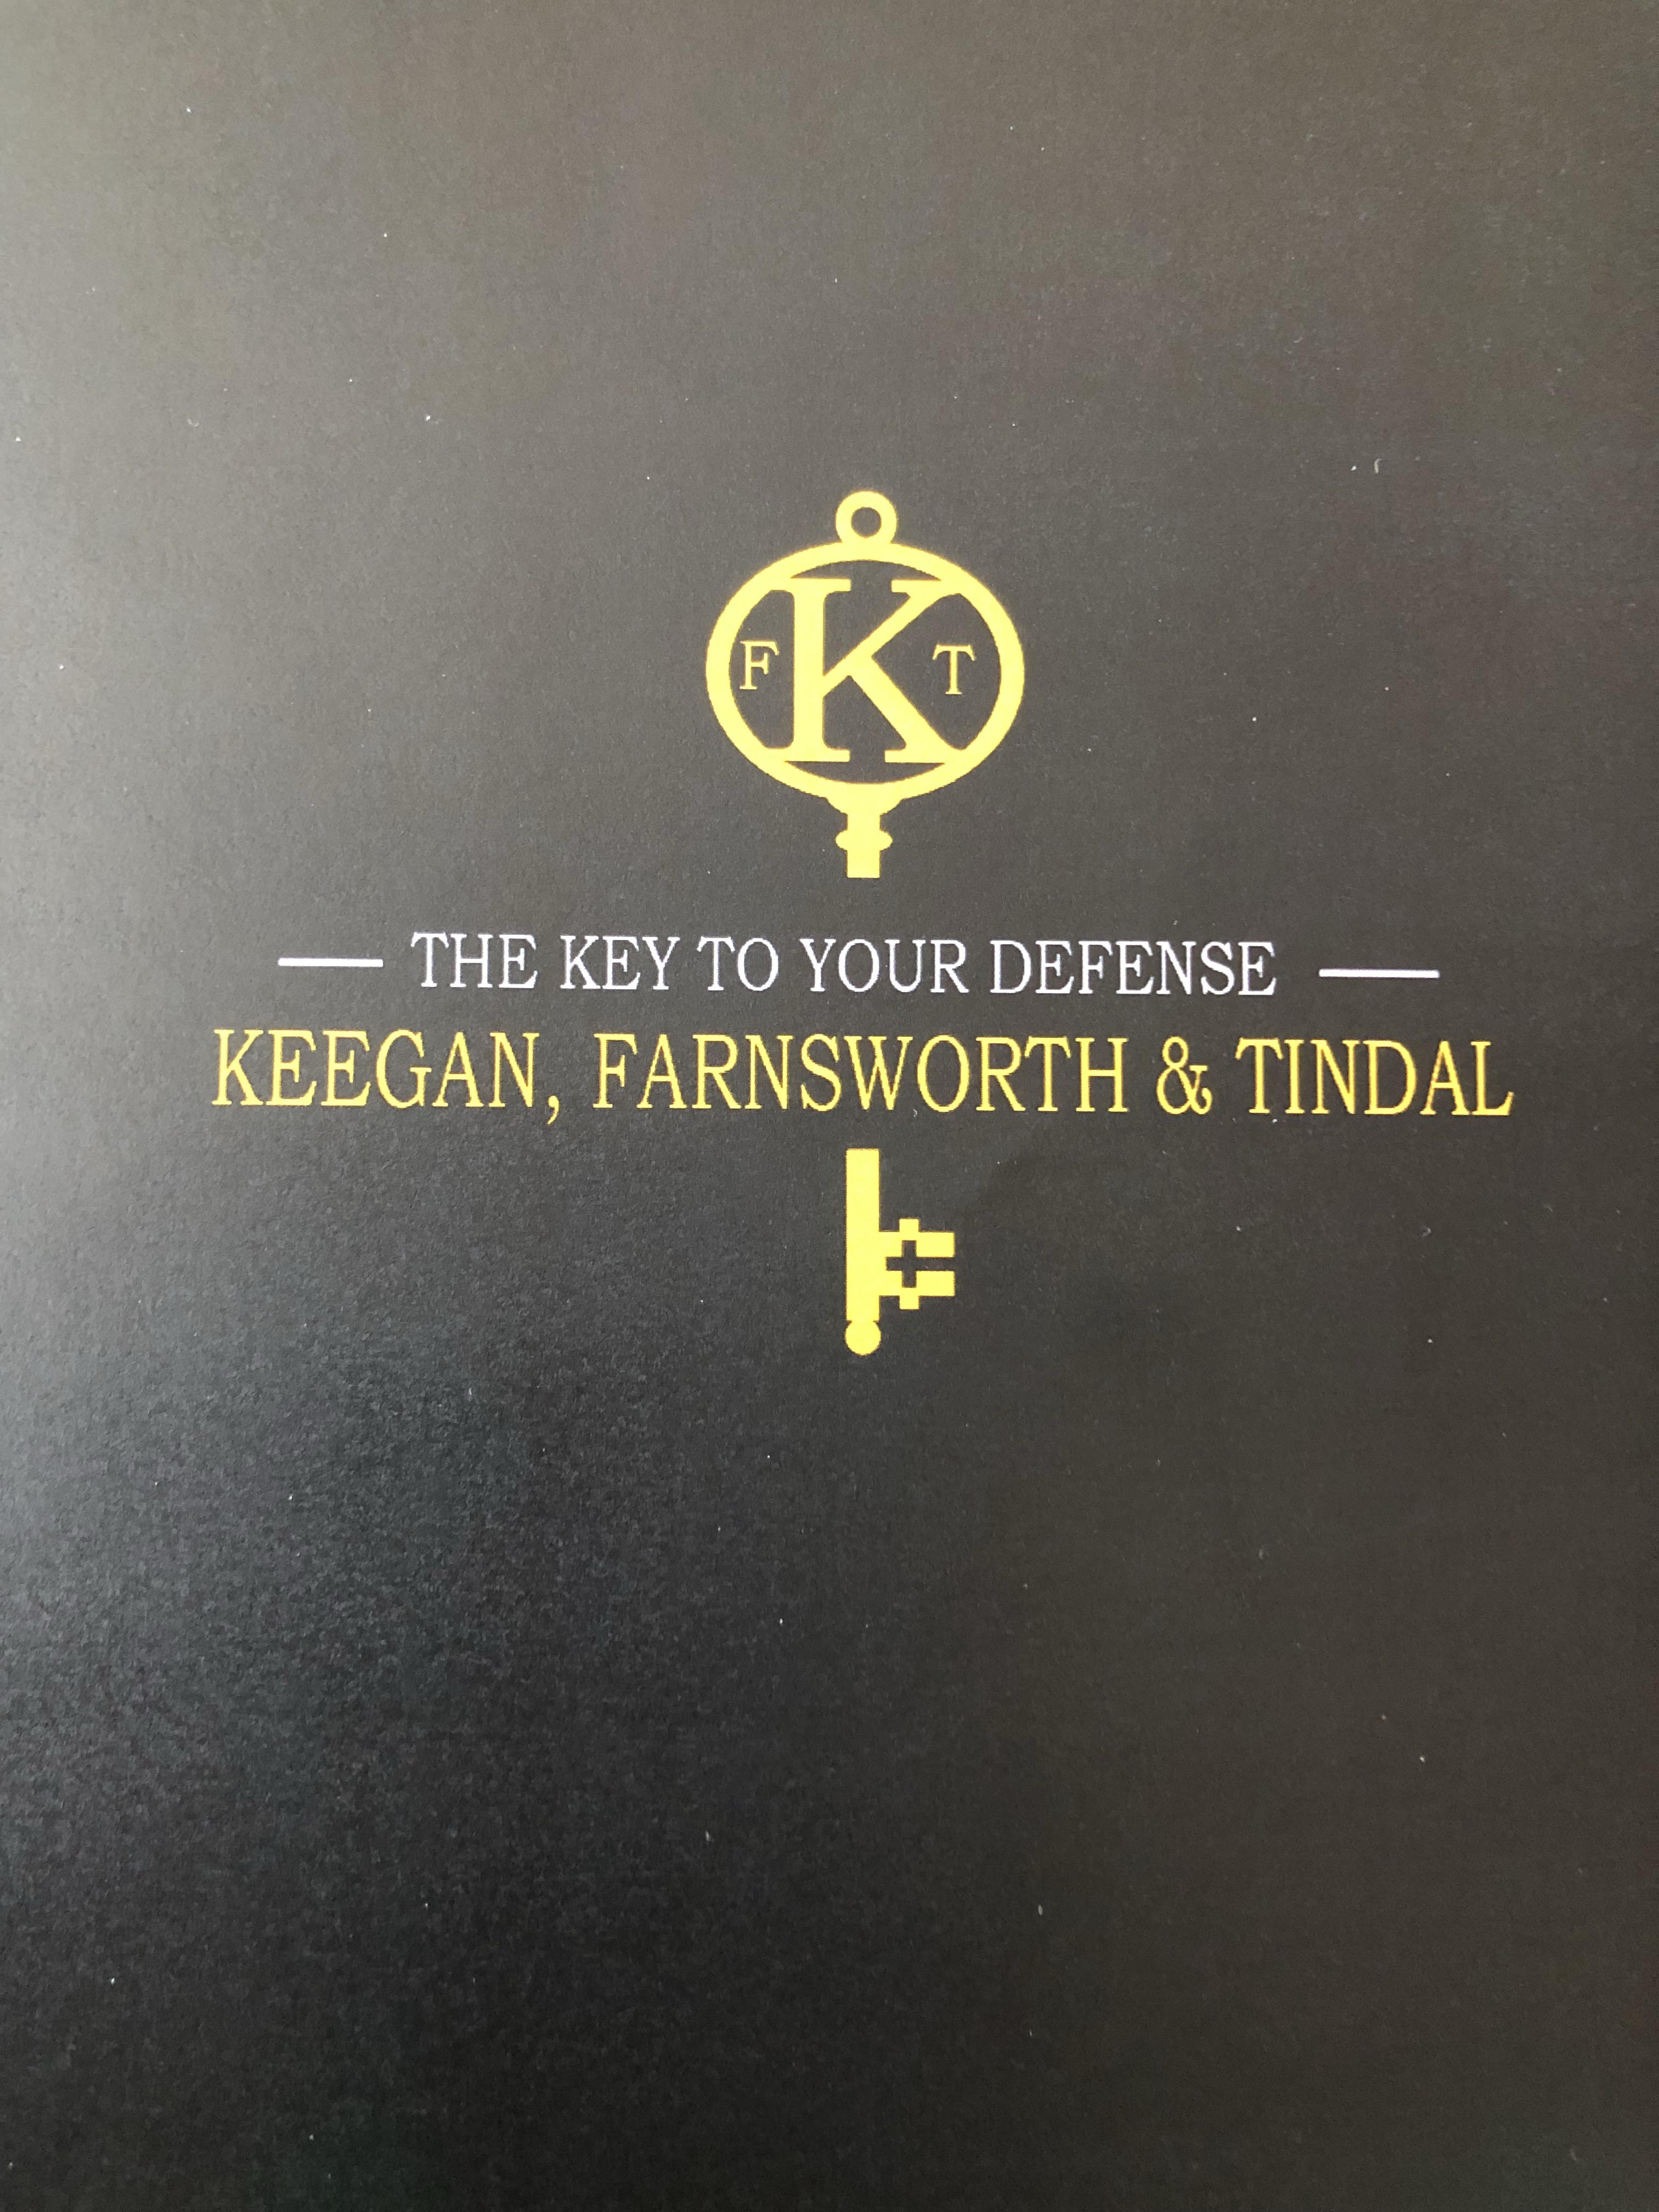 F K T
THE KEY TO YOUR DEFENSE
KEEGAN, FARNSWORTH & TINDAL